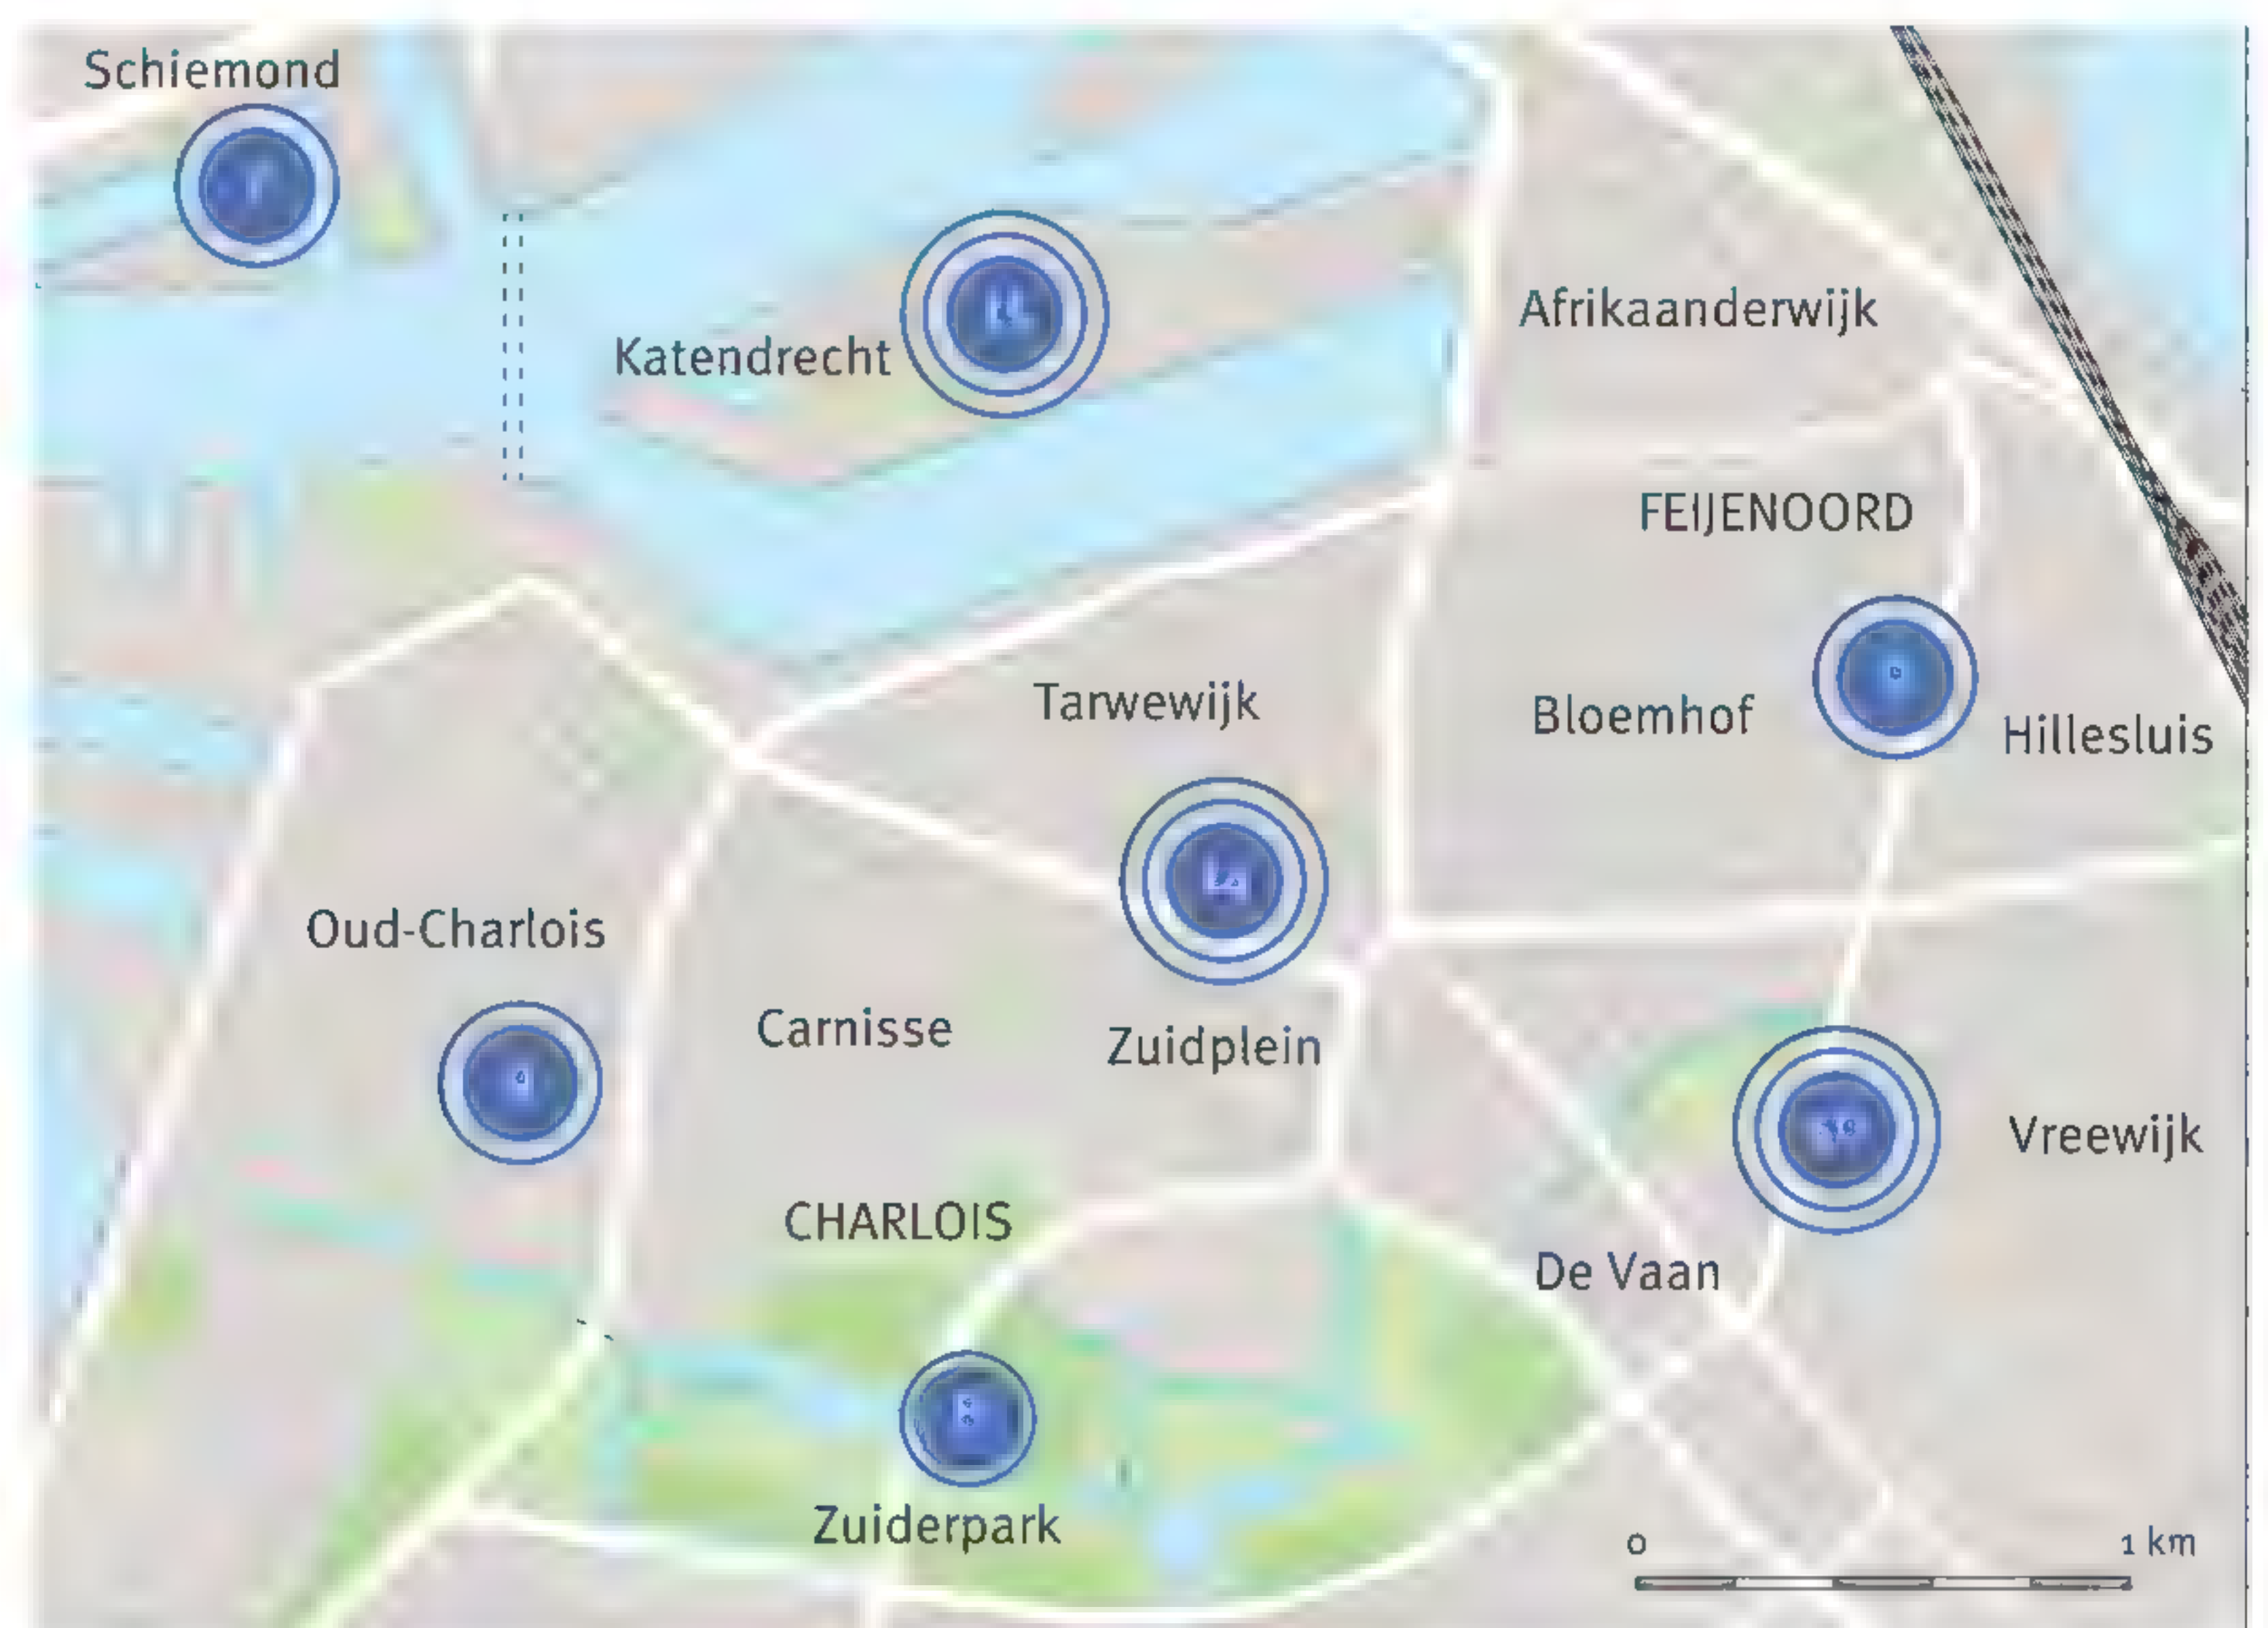 Schiemond
Katendrecht
Afrikaanderwijk
FEIJENOORD
Tarwewijk
Bloemhof
Hillesluis
Oud-Charlois
Carnisse
Zuidplein
Vreewijk
CHARLOIS
De Vaan
Zuiderpark
0 1 km